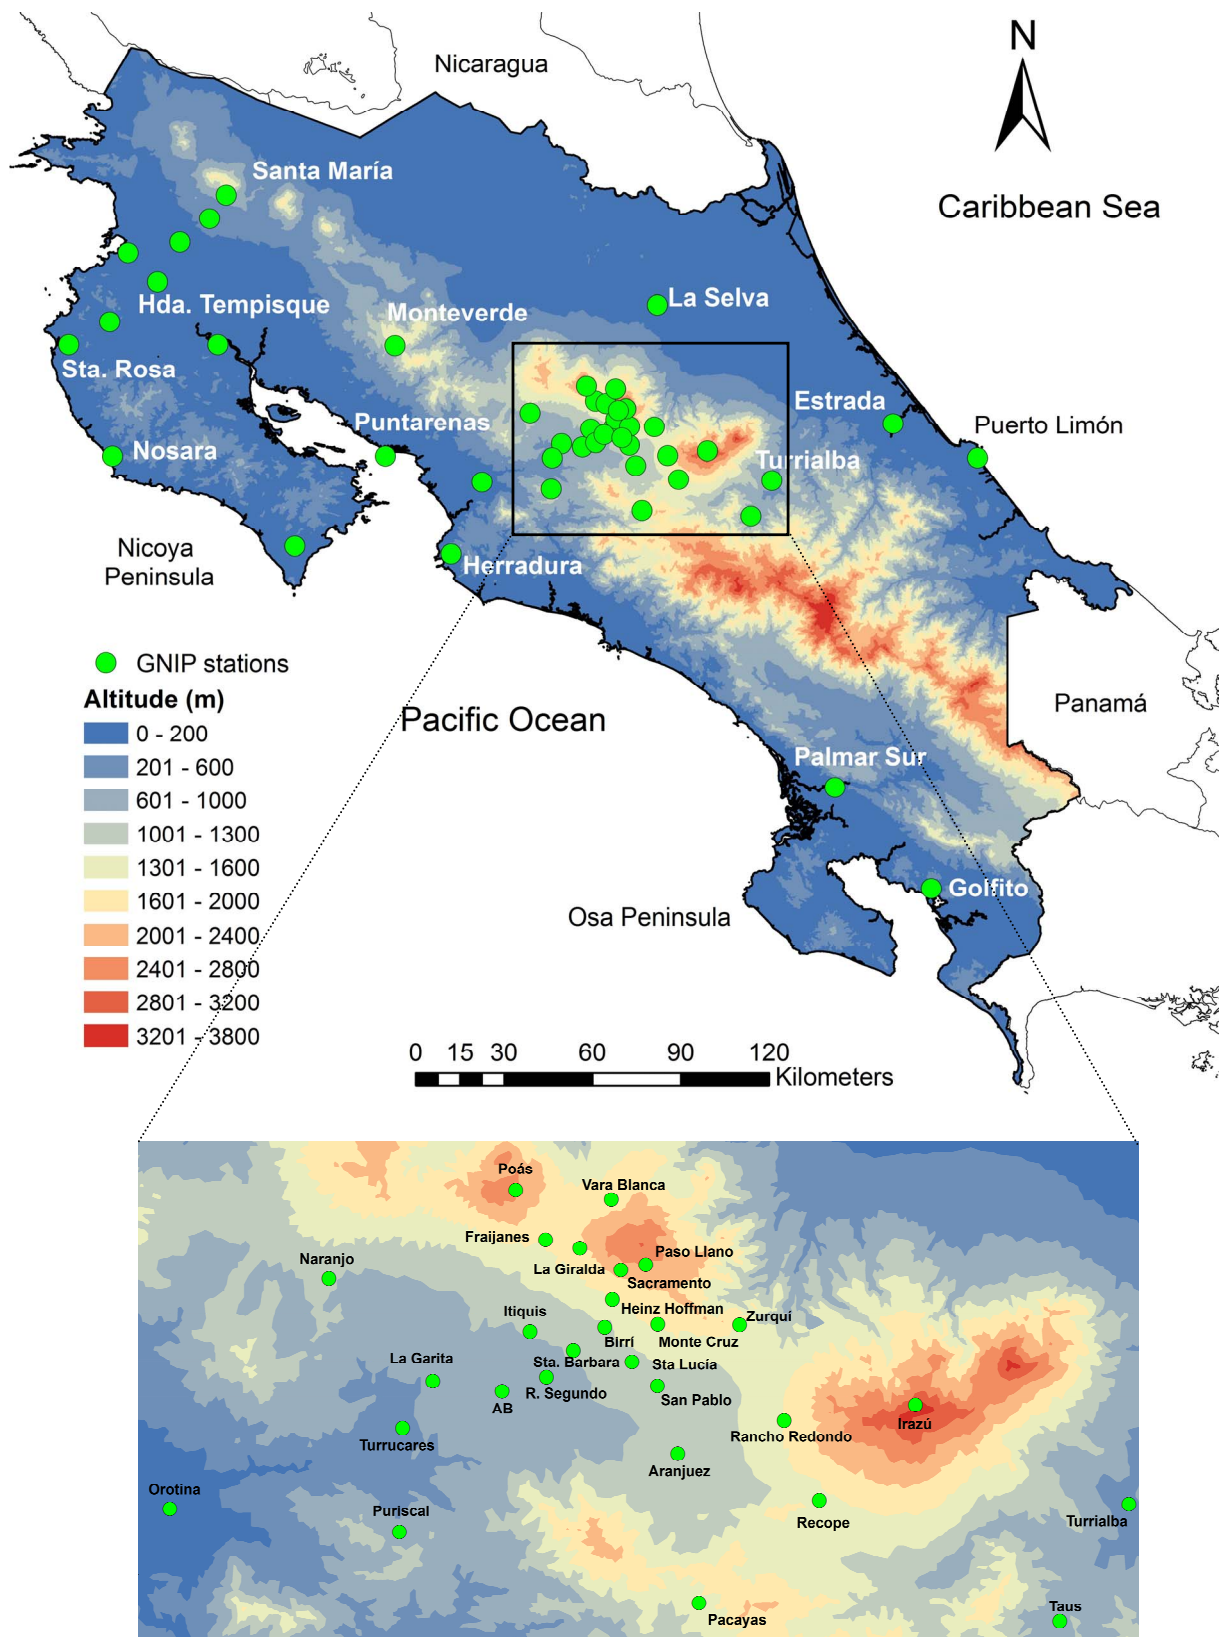 N
Nicaragua
Santa María
Caribbean Sea
Hda. Tempisque
La Selva
Monteverde
Sta. Rosa
Estrada
Puntarenas
Puerto Limón
Nosara
Turrialba
Nicoya
Peninsula
Herradura
GNIP stations
Altitude (m)
0 - 200
201 - 600
601 - 1000
1001 - 1300
1301 - 1600
1601 - 2000
2001 - 2400
2401 - 2800
2801 - 3200
3201 - 3800
Panamá
Pacific Ocean
Palmar Sur
Golfito
Osa Peninsula
0 15 30 60 90 120
Kilometers
Poás
Vara Blanca
Fraijanes
Naranjo
La Giralda
Paso Llano
Sacramento
Heinz Hoffman
Itiquis
Birrí
Monte Cruz
Zurquí
La Garita
Sta. Barbara
Sta Lucía
R. Segundo
San Pablo
AB
Irazú
Turrucares
Rancho Redondo
Aranjuez
Orotina
Puriscal
Recope
Turrialba
Pacayas
Taus